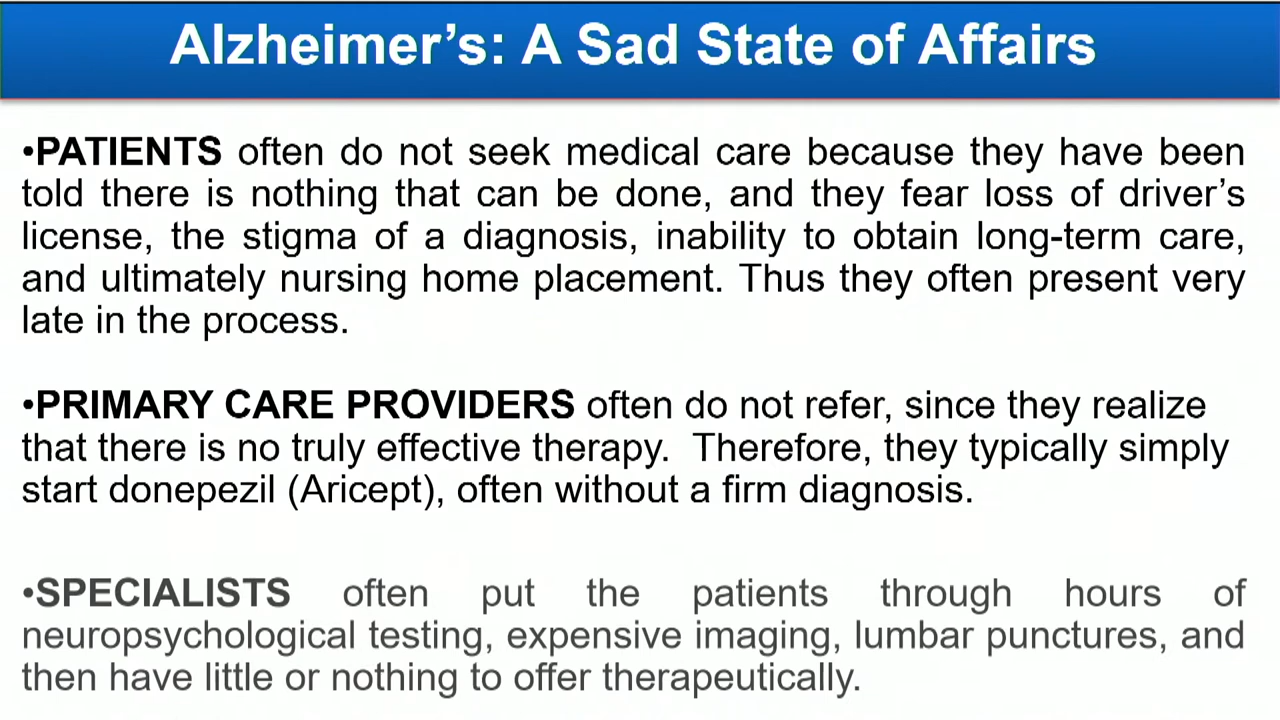 Alzheimer’s: A Sad State of Affairs
•PATIENTS often do not seek medical care because they have been
told there is nothing that can be done, and they fear loss of driver’s
license, the stigma of a diagnosis, inability to obtain long-term care,
and ultimately nursing home placement. Thus they often present very
late in the process.
•PRIMARY CARE PROVIDERS often do not refer, since they realize
that there is no truly effective therapy.  Therefore, they typically simply
start donepezil (Aricept), often without a firm diagnosis.
•SPECIALISTS often put the patients through hours of
neuropsychological testing, expensive imaging, lumbar punctures, and
then have little or nothing to offer therapeutically.